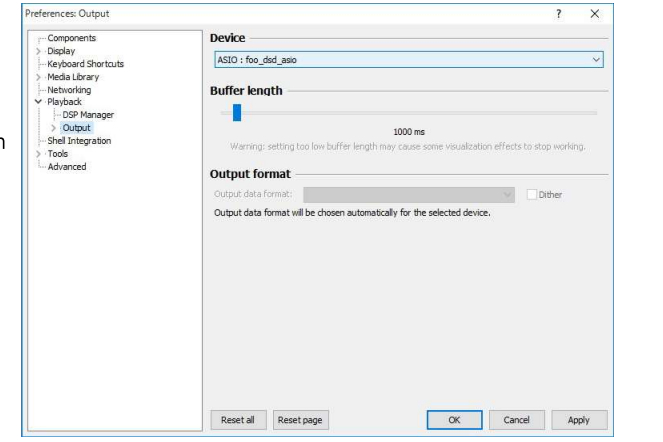 Preferences: Output
?
X
Components
Display
Keyboard Shortcuts
Media Library
Networking
Playback
DSP Manager
Output
Shell Integration
Tools
Advanced
n
Device
ASIO : foo_dsd_asio
Buffer length
1000 ms
Warning: setting too low buffer length may cause some visualization effects to stop working.
Output format
Output data format:
Dither
Output data format will be chosen automatically for the selected device.
Reset all
Reset page
OK
Cancel
Apply